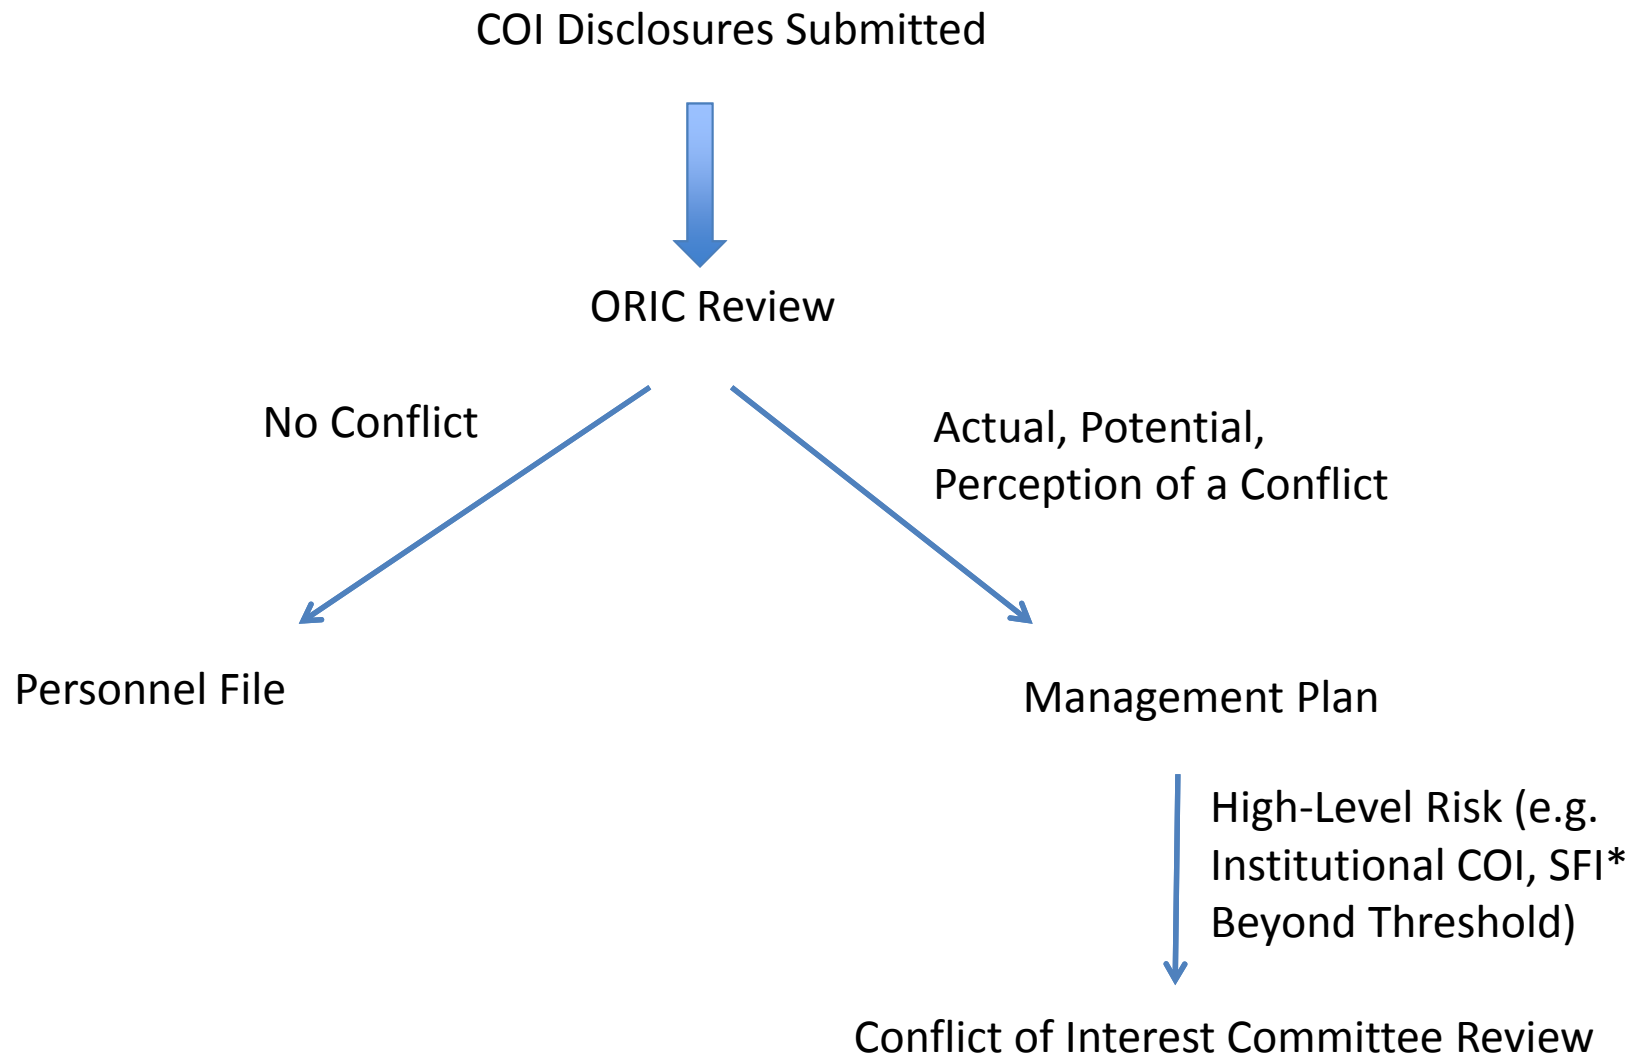 COI Disclosures Submitted
ORIC Review
No Conflict
Actual, Potential,
Perception of a Conflict
Personnel File
Management Plan
High-Level Risk (e.g.
Institutional COI, SFI*
Beyond Threshold)
Conflict of Interest Committee Review